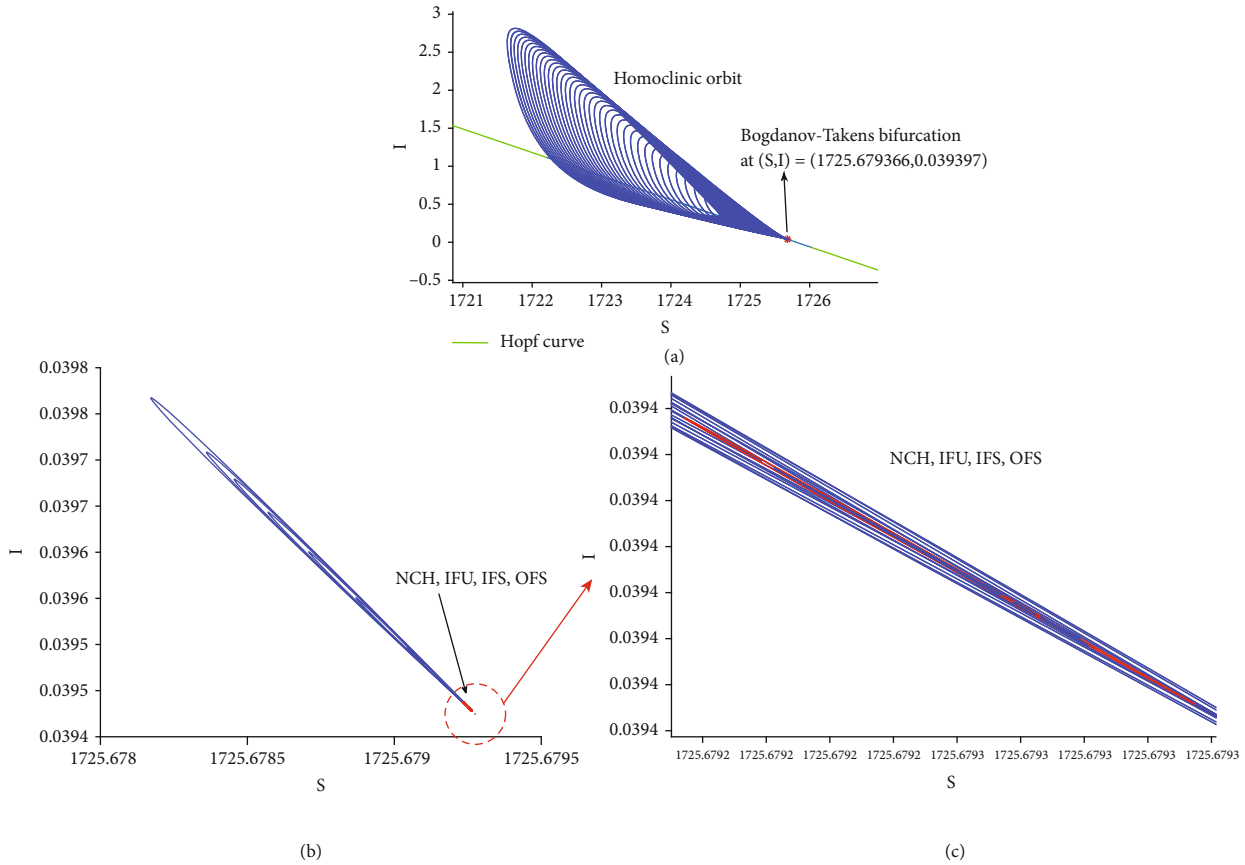 3
2.5
2
1.5
1
0.5
0
–0.5
I
Homoclinic orbit
Bogdanov-Takens bifurcation
at (S,I) = (1725.679366,0.039397)
1721 1722 1723 1724 1725 1726
S
Hopf curve
(a)
0.0398
0.0398
0.0397
0.0397
0.0396
0.0396
0.0395
0.0395
0.0394
I
NCH, IFU, IFS, OFS
1725.678 1725.6785 1725.679 1725.6795
S
(b)
0.0394
0.0394
0.0394
0.0394
0.0394
0.0394
0.0394
0.0394
I
NCH, IFU, IFS, OFS
1725.6792 1725.6792 1725.6792 1725.6792 1725.6793 1725.6793 1725.6793 1725.6793 1725.6793
S
(c)